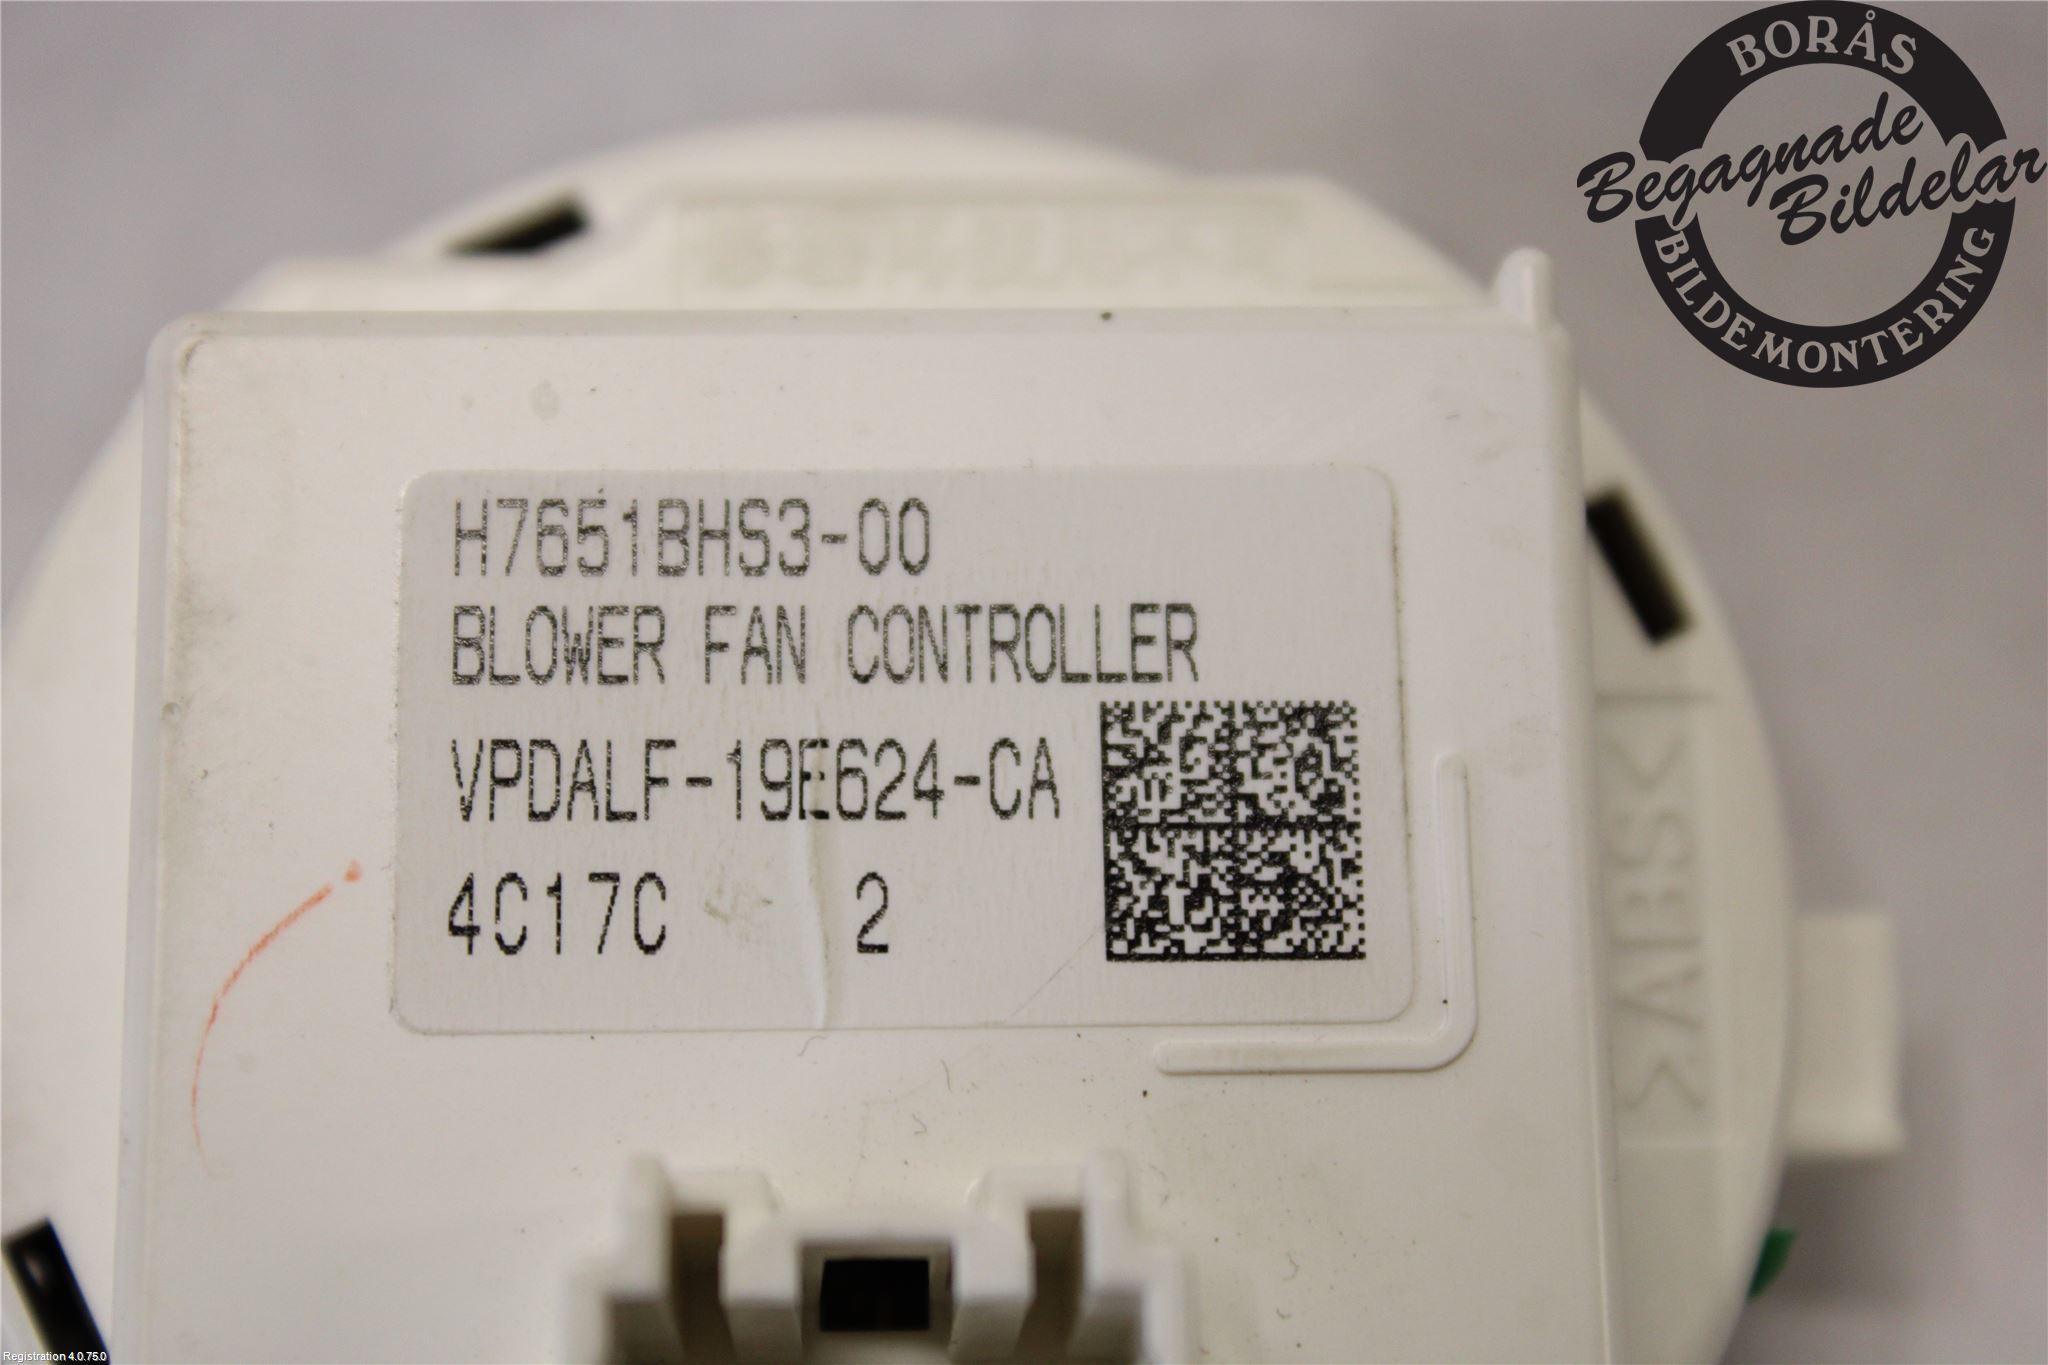 BORÅS
Begagnade
Bildelar
BILDEMONTERING
H7651BHS3-00
BLOWER FAN CONTROLLER
VPDALF-19E624-CA
4C17C 2
>ABS<
Registration 4.0.75.0